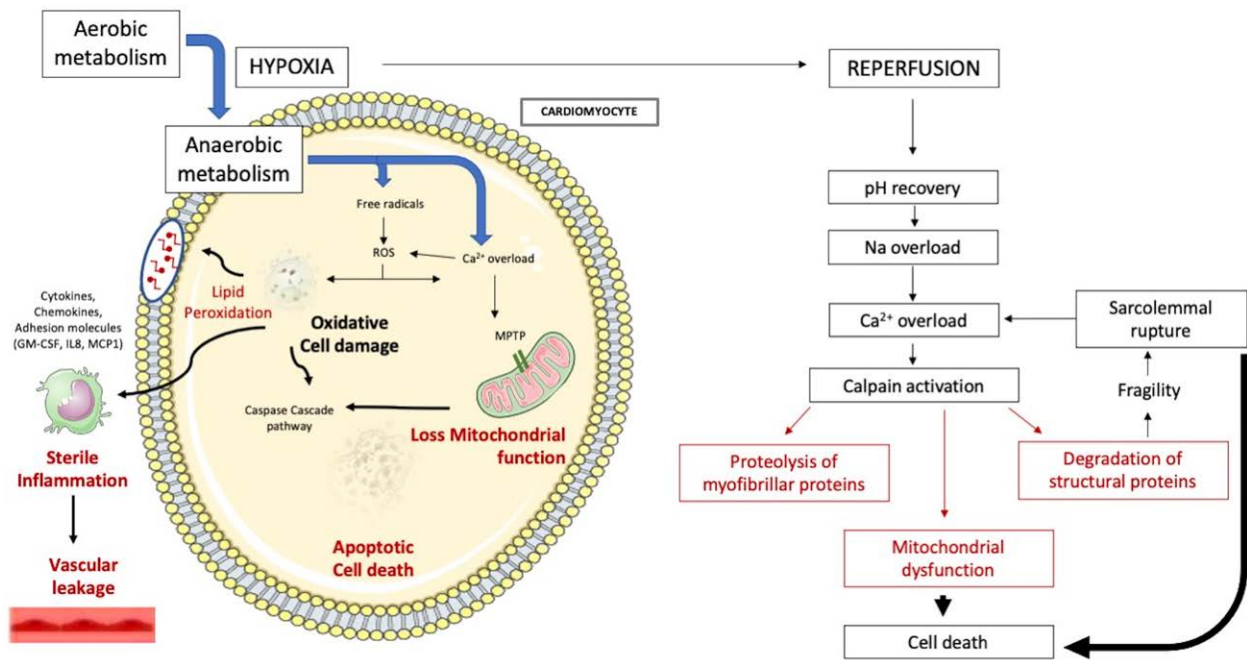 Aerobic
metabolism
HYPOXIA
REPERFUSION
CARDIOMYOCYTE
Anaerobic
metabolism
Free radicals
ROS
Ca²⁺ overload
Lipid
Peroxidation
Oxidative
Cell damage
MPTP
Cytokines,
Chemokines,
Adhesion molecules
(GM-CSF, IL8, MCP1)
Caspase Cascade
pathway
Loss Mitochondrial
function
Sterile
Inflammation
Apoptotic
Cell death
Vascular
leakage
pH recovery
Na overload
Ca²⁺ overload
Sarcolemmal
rupture
Calpain activation
Fragility
Proteolysis of
myofibrillar proteins
Degradation of
structural proteins
Mitochondrial
dysfunction
Cell death